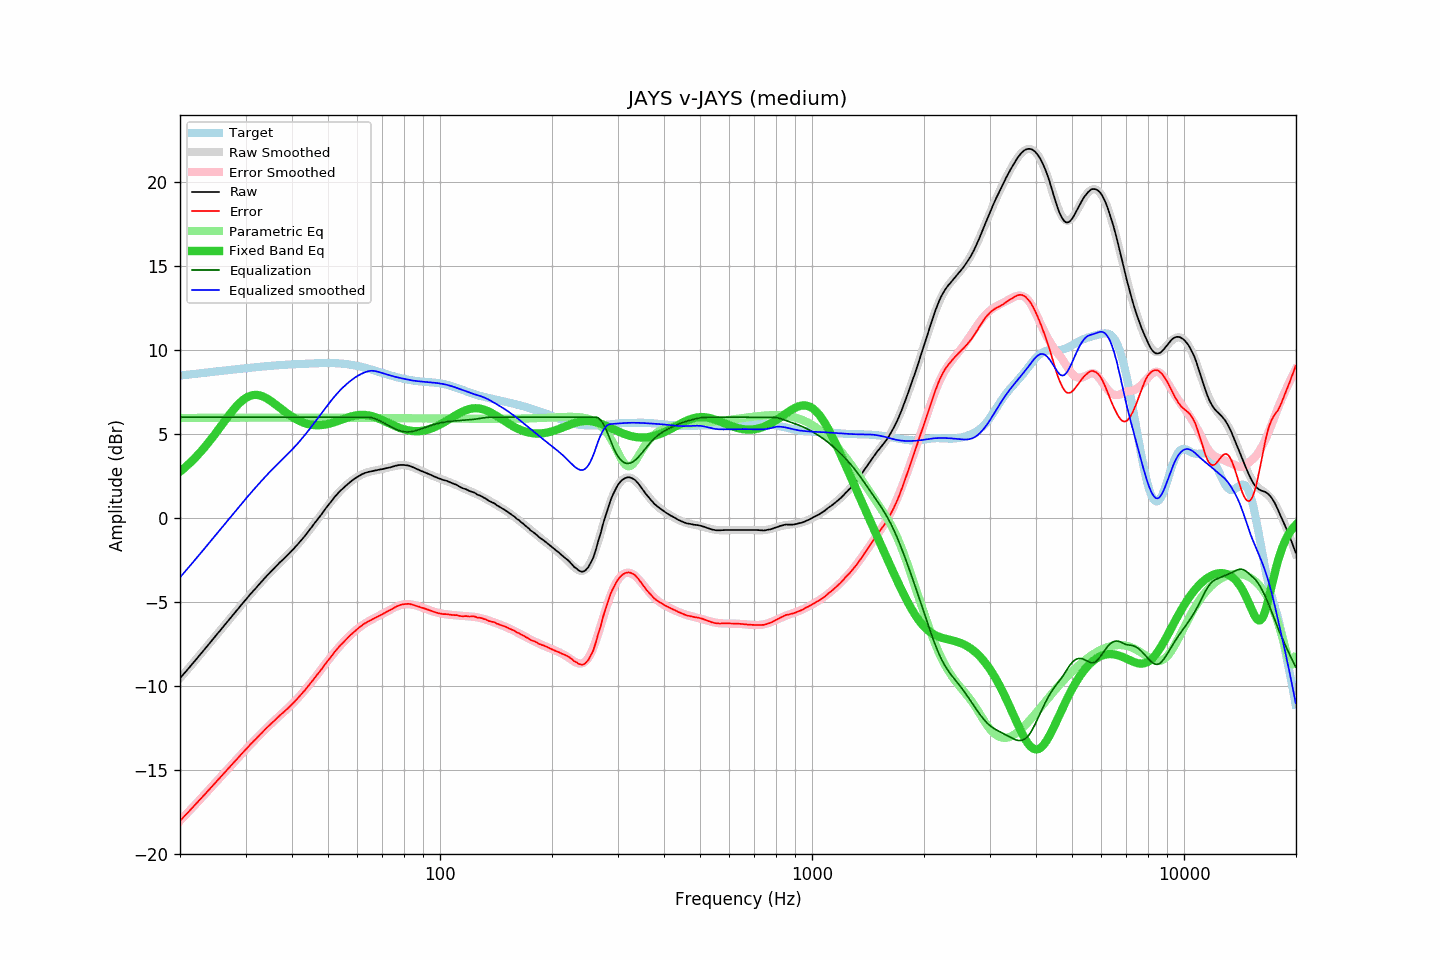 JAYS v-JAYS (medium)
Target
Raw Smoothed
Error Smoothed
Raw
Error
Parametric Eq
Fixed Band Eq
Equalization
Equalized smoothed
20
15
10
5
0
−5
−10
−15
−20
Amplitude (dBr)
100
1000
10000
Frequency (Hz)